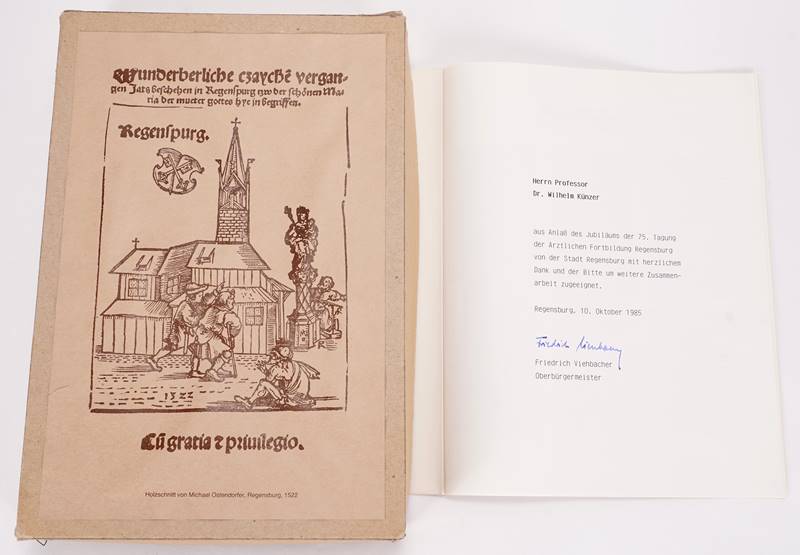 Wunderberliche czaychē vergan-
gen Jars beschehen in Regenspurg tzw der schönen Ma-
ria der mueter gottes hye in begriffen.
Regenspurg.
1522
Cū gratia ⁊ priuilegio.
Holzschnitt von Michael Ostendorfer, Regensburg, 1522
Herrn Professor
Dr. Wilhelm Künzer
aus Anlaß des Jubiläums der 75. Tagung
der Ärztlichen Fortbildung Regensburg
von der Stadt Regensburg mit herzlichem
Dank und der Bitte um weitere Zusammen-
arbeit zugeeignet.
Regensburg, 10. Oktober 1985
Friedrich Viehbacher
Oberbürgermeister